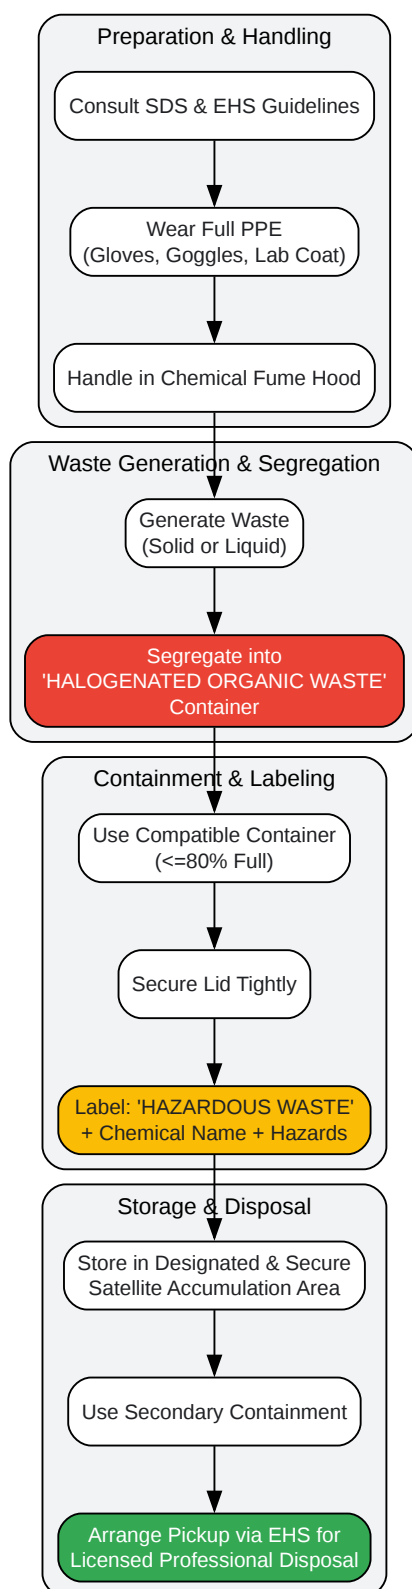 Preparation & Handling
Consult SDS & EHS Guidelines
Wear Full PPE
(Gloves, Goggles, Lab Coat)
Handle in Chemical Fume Hood
Waste Generation & Segregation
Generate Waste
(Solid or Liquid)
Segregate into
'HALOGENATED ORGANIC WASTE'
Container
Containment & Labeling
Use Compatible Container
(<=80% Full)
Secure Lid Tightly
Label: 'HAZARDOUS WASTE'
+ Chemical Name + Hazards
Storage & Disposal
Store in Designated & Secure
Satellite Accumulation Area
Use Secondary Containment
Arrange Pickup via EHS for
Licensed Professional Disposal